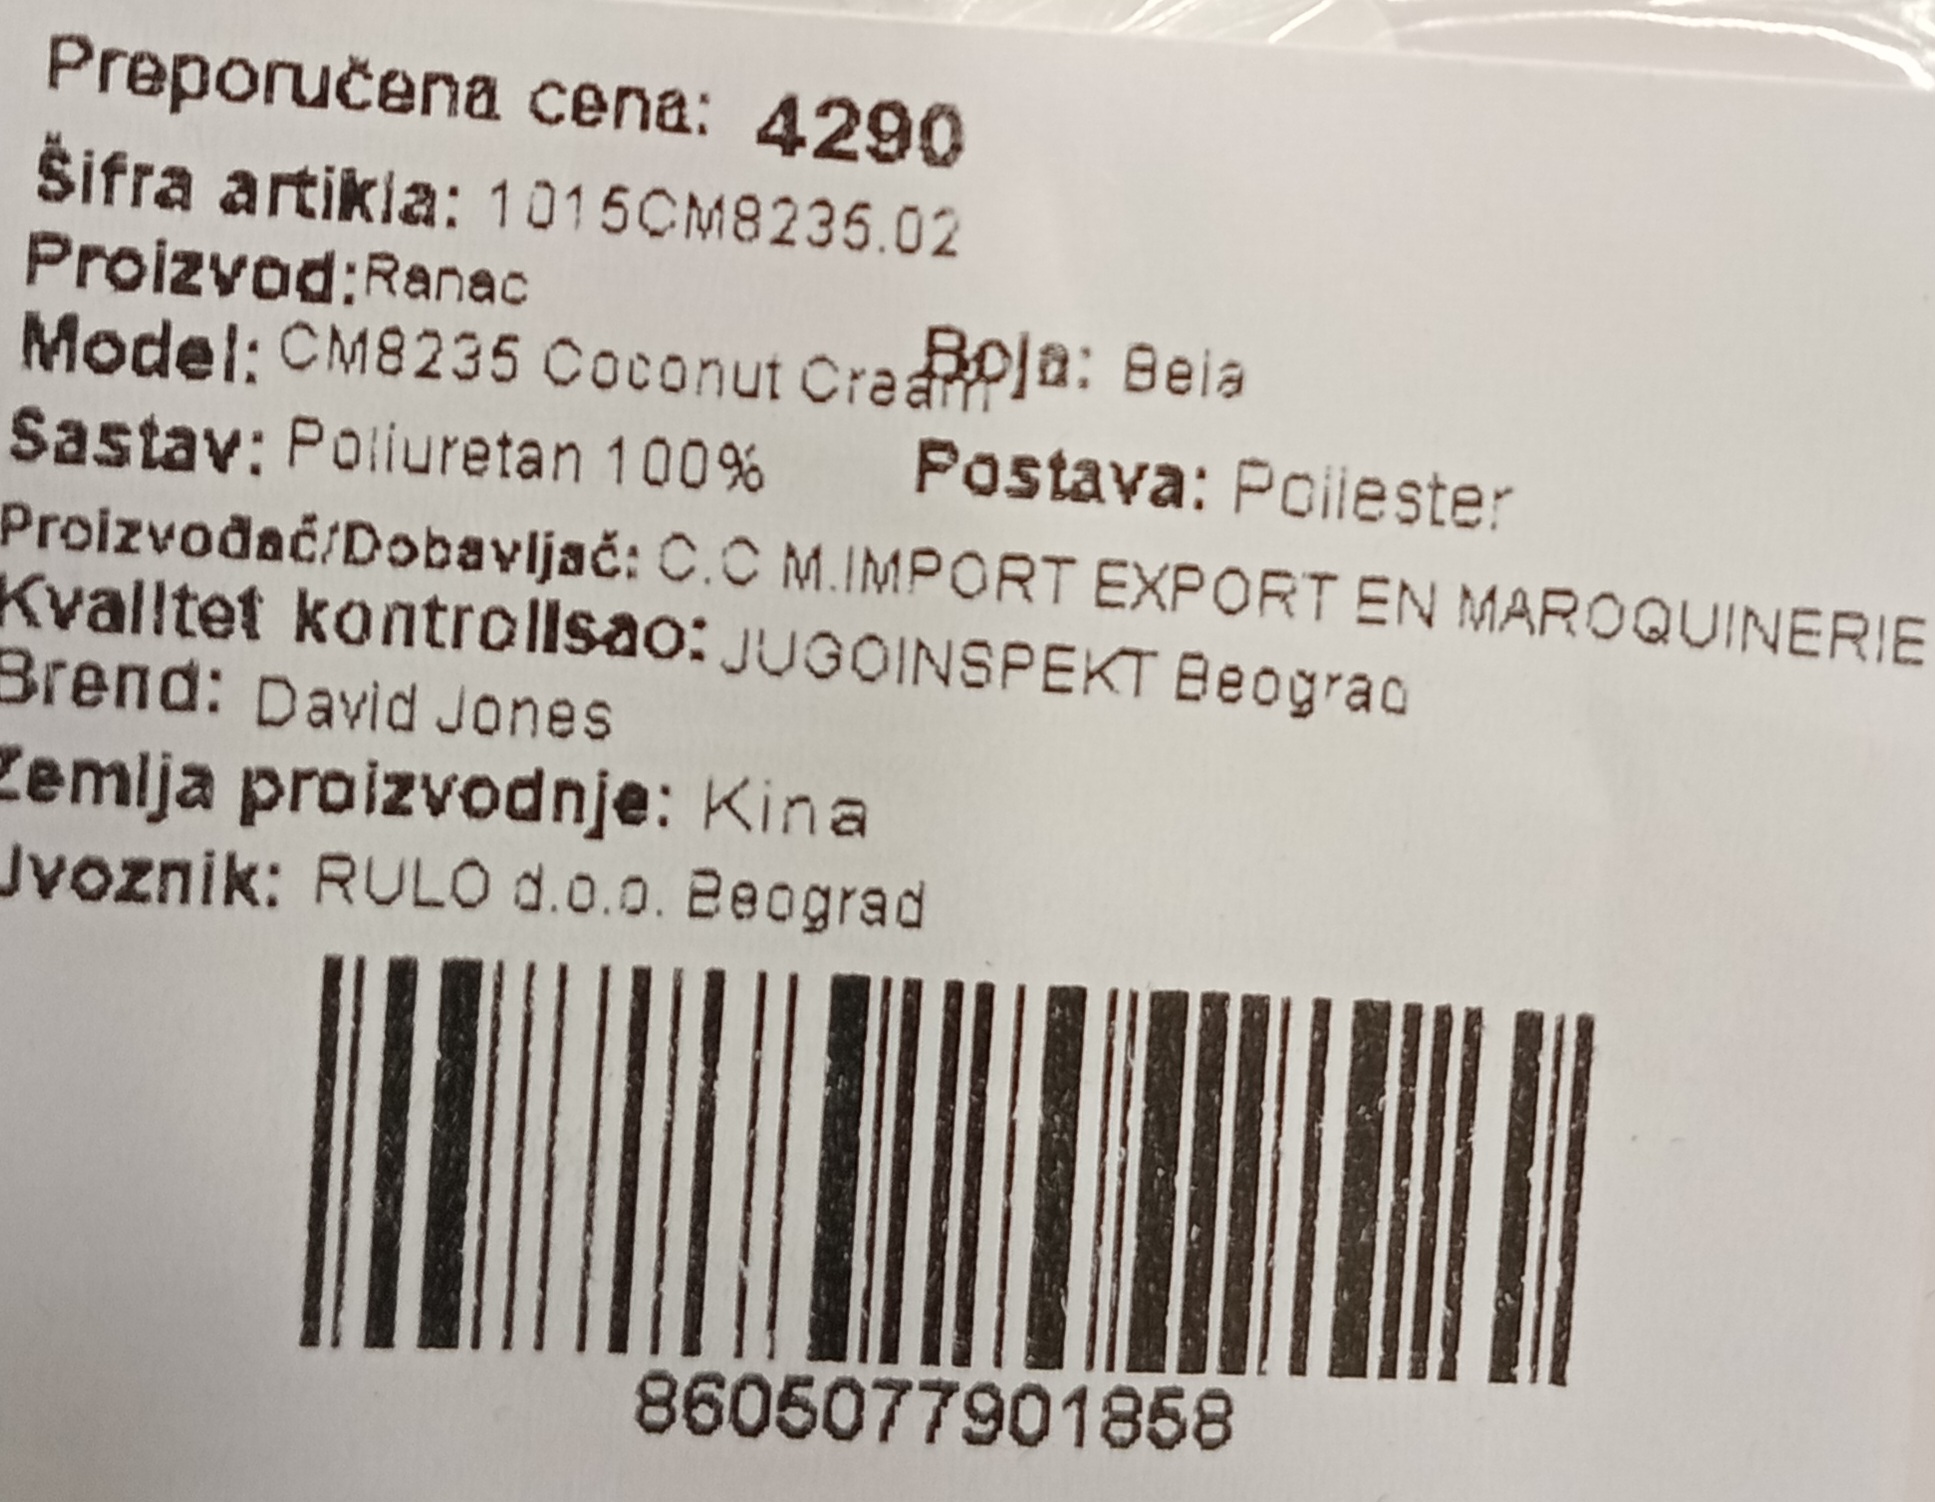 Preporučena cena: 4290
Šifra artikla: 1015CM8235.02
Proizvod:Ranac
Model: CM8235 Coconut Cream Boja: Bela
Sastav: Poliuretan 100% Postava: Poliester
Proizvođač/Dobavljač: C.C M.IMPORT EXPORT EN MAROQUINERIE
Kvalitet kontrolisao: JUGOINSPEKT Beograd
Brend: David Jones
Zemlja proizvodnje: Kina
Uvoznik: RULO d.o.o. Beograd
8605077901858